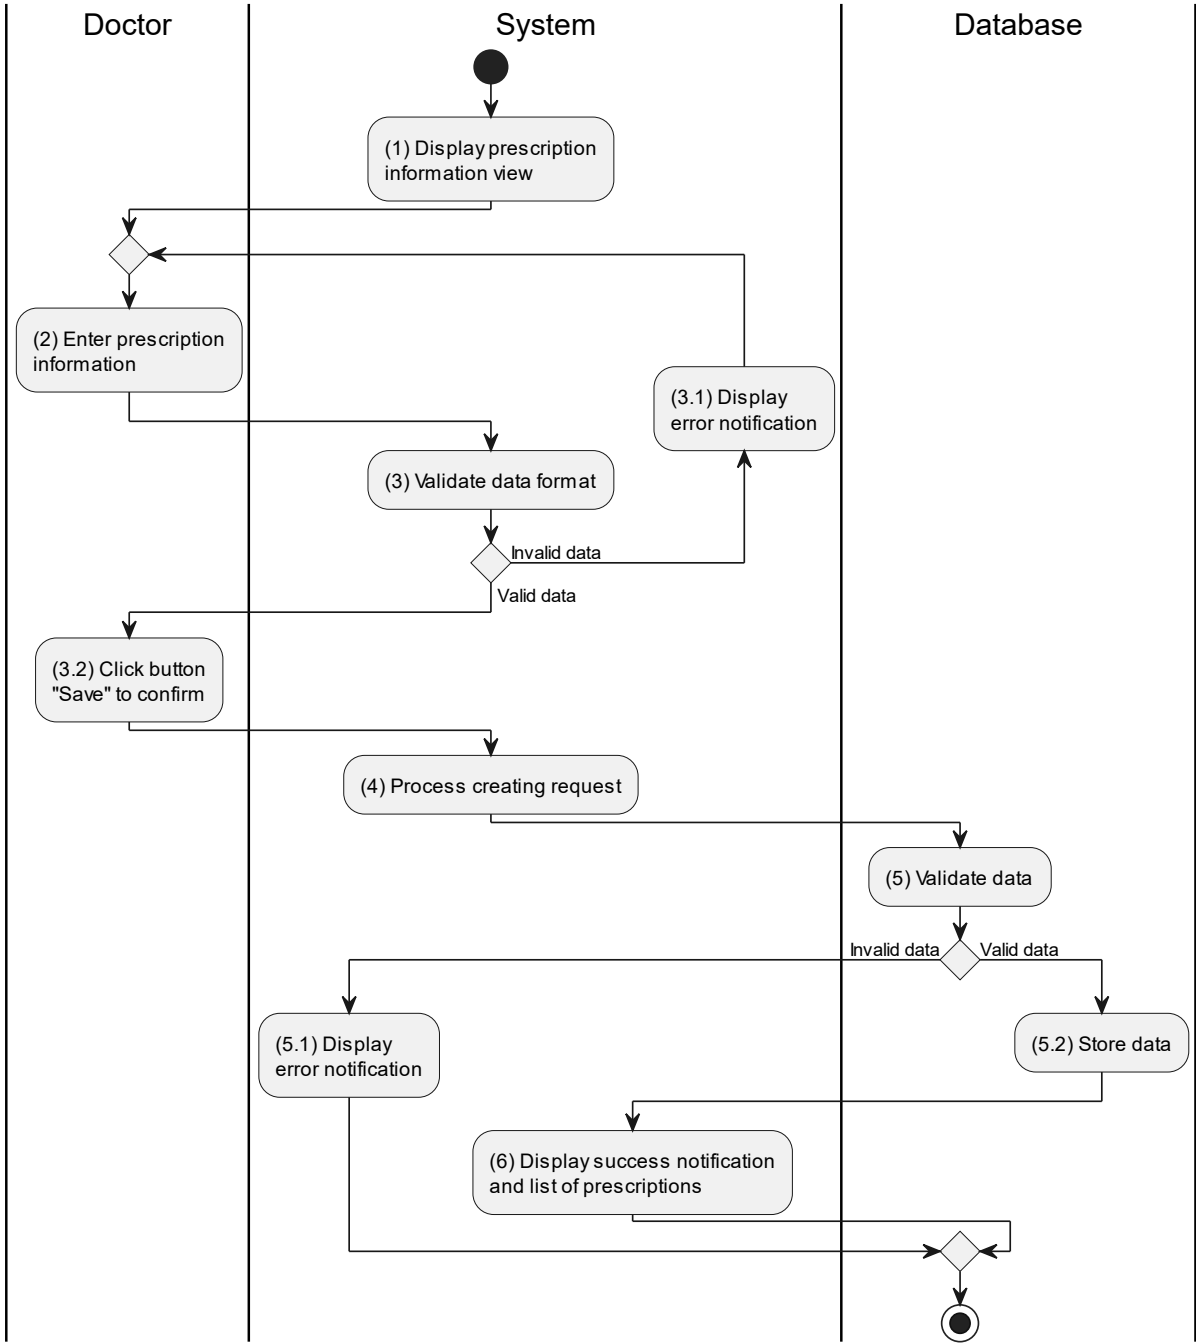 Doctor
System
Database
(1) Display prescription
information view
(2) Enter prescription
information
(3.1) Display
error notification
(3) Validate data format
Invalid data
Valid data
(3.2) Click button
"Save" to confirm
(4) Process creating request
(5) Validate data
Invalid data
Valid data
(5.1) Display
error notification
(5.2) Store data
(6) Display success notification
and list of prescriptions